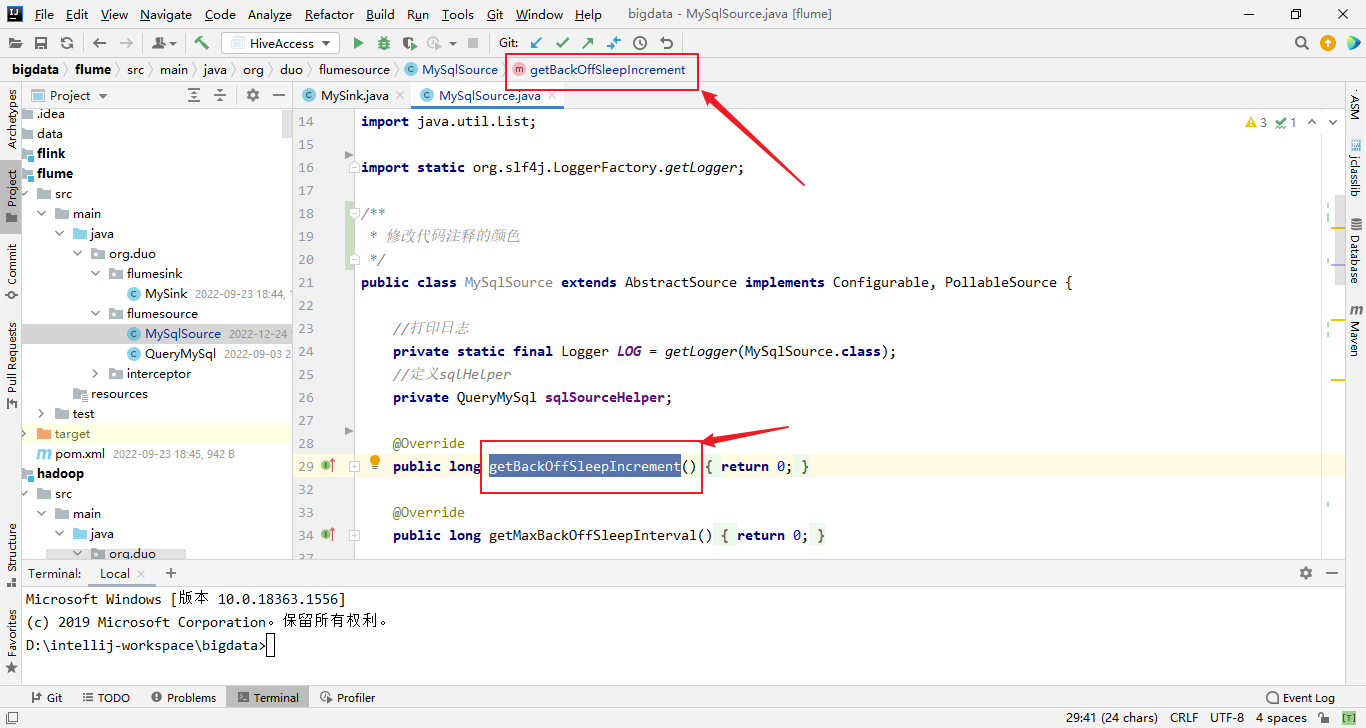 File Edit View Navigate Code Analyze Refactor Build Run Tools Git Window Help bigdata - MySqlSource.java [flume]
HiveAccess Git:
bigdata flume src main java org duo flumesource MySqlSource getBackOffSleepIncrement
Project
MySink.java MySqlSource.java
Archetypes
Project
Commit
Pull Requests
Structure
Favorites
.idea
data
flink
flume
src
main
java
org.duo
flumesink
MySink 2022-09-23 18:44,
flumesource
MySqlSource 2022-12-24
QueryMySql 2022-09-03 2
interceptor
resources
test
target
pom.xml 2022-09-23 18:45, 942 B
hadoop
src
main
java
org.duo
3 1
14 import java.util.List;
15
16 import static org.slf4j.LoggerFactory.getLogger;
17
18 /**
19 * 修改代码注释的颜色
20 */
21 public class MySqlSource extends AbstractSource implements Configurable, PollableSource {
22
23 //打印日志
24 private static final Logger LOG = getLogger(MySqlSource.class);
25 //定义sqlHelper
26 private QueryMySql sqlSourceHelper;
27
28 @Override
29 public long getBackOffSleepIncrement() { return 0; }
32
33 @Override
34 public long getMaxBackOffSleepInterval() { return 0; }
37
ASM
jclasslib
Database
Maven
Terminal: Local +
Microsoft Windows [版本 10.0.18363.1556]
(c) 2019 Microsoft Corporation。保留所有权利。
D:\intellij-workspace\bigdata>
Git TODO Problems Terminal Profiler Event Log
29:41 (24 chars) CRLF UTF-8 4 spaces [T]